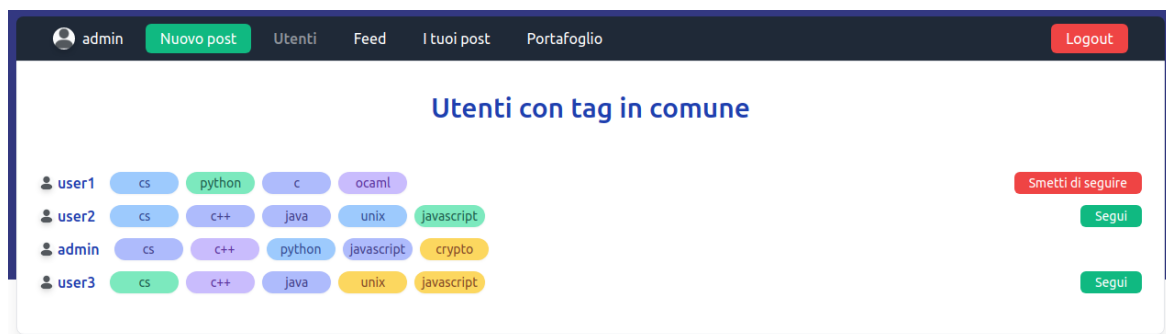 admin Nuovo post Utenti Feed I tuoi post Portafoglio Logout
Utenti con tag in comune
user1 cs python c ocaml Smetti di seguire
user2 cs c++ java unix javascript Segui
admin cs c++ python javascript crypto
user3 cs c++ java unix javascript Segui